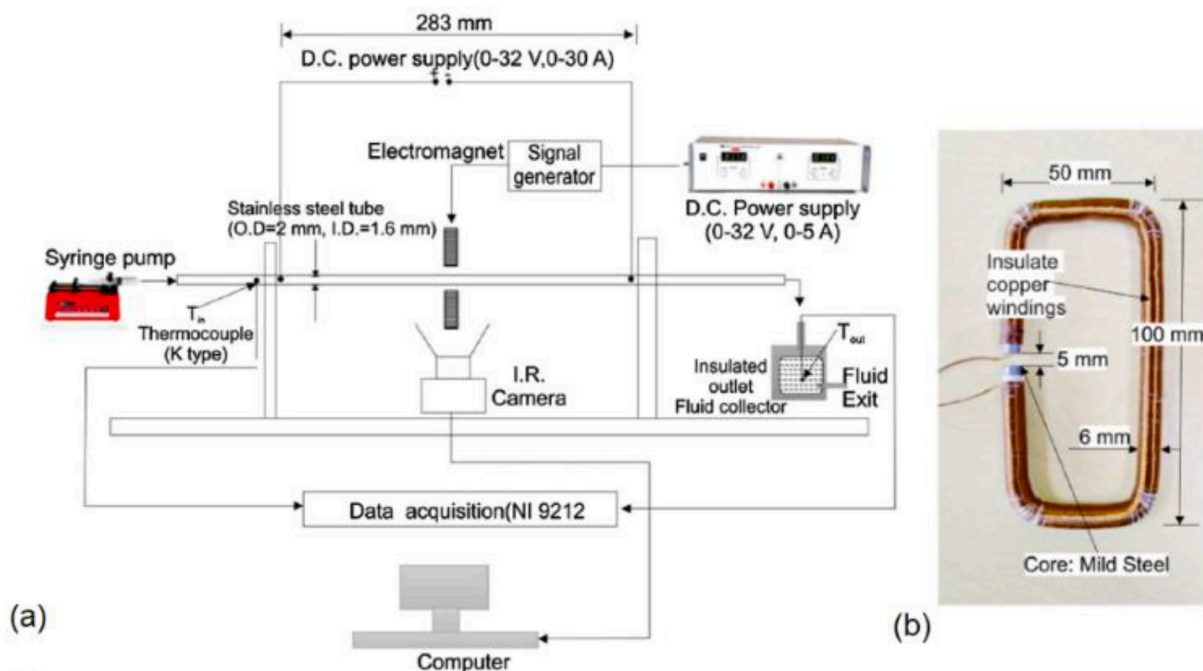 283 mm
D.C. power supply(0-32 V,0-30 A)
+ -
Electromagnet
Signal
generator
D.C. Power supply
(0-32 V, 0-5 A)
Stainless steel tube
(O.D=2 mm, I.D.=1.6 mm)
Syringe pump
T in
Thermocouple
(K type)
I.R.
Camera
T out
Insulated
outlet
Fluid collector
Fluid
Exit
Data acquisition(NI 9212
Computer
(a)
50 mm
Insulate
copper
windings
100 mm
5 mm
6 mm
Core: Mild Steel
(b)